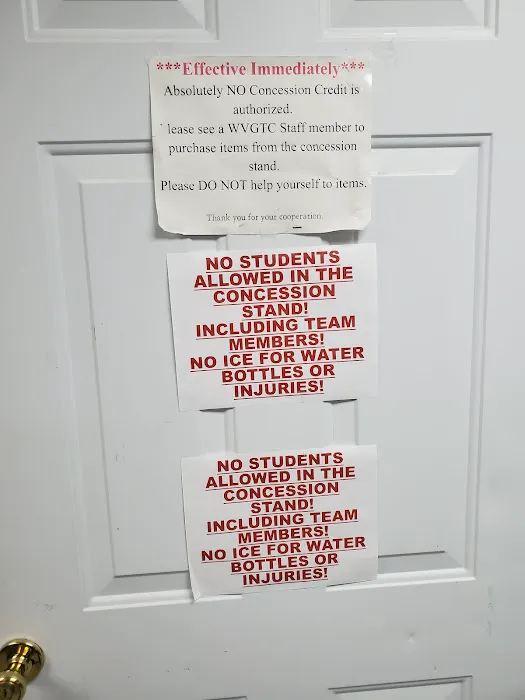 ***Effective Immediately***
Absolutely NO Concession Credit is
authorized.
lease see a WVGTC Staff member to
purchase items from the concession
stand.
Please DO NOT help yourself to items.
Thank you for your cooperation.
NO STUDENTS
ALLOWED IN THE
CONCESSION
STAND!
INCLUDING TEAM
MEMBERS!
NO ICE FOR WATER
BOTTLES OR
INJURIES!
NO STUDENTS
ALLOWED IN THE
CONCESSION
STAND!
INCLUDING TEAM
MEMBERS!
NO ICE FOR WATER
BOTTLES OR
INJURIES!